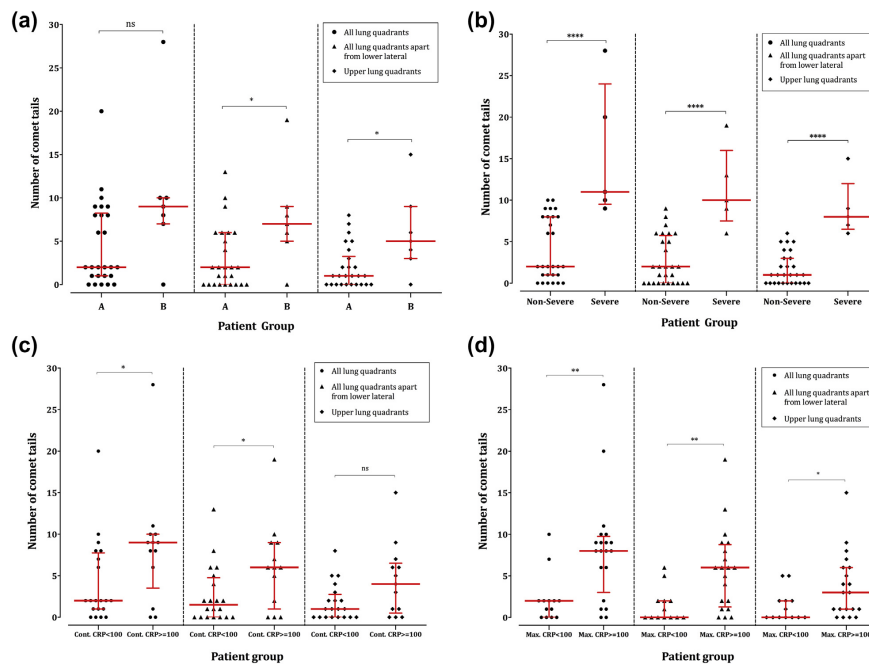 (a)
Number of comet tails
30
25
20
15
10
5
0
ns
*
*
All lung quadrants
All lung quadrants apart
from lower lateral
Upper lung quadrants
A
B
A
B
A
B
Patient Group
(b)
Number of comet tails
30
25
20
15
10
5
0
****
****
****
All lung quadrants
All lung quadrants apart
from lower lateral
Upper lung quadrants
Non-Severe
Severe
Non-Severe
Severe
Non-Severe
Severe
Patient Group
(c)
Number of comet tails
30
25
20
15
10
5
0
*
*
ns
All lung quadrants
All lung quadrants apart
from lower lateral
Upper lung quadrants
Cont. CRP<100
Cont. CRP>=100
Cont. CRP<100
Cont. CRP>=100
Cont. CRP<100
Cont. CRP>=100
Patient group
(d)
Number of comet tails
30
25
20
15
10
5
0
**
**
*
All lung quadrants
All lung quadrants apart
from lower lateral
Upper lung quadrants
Max. CRP<100
Max. CRP>=100
Max. CRP<100
Max. CRP>=100
Max. CRP<100
Max. CRP>=100
Patient group